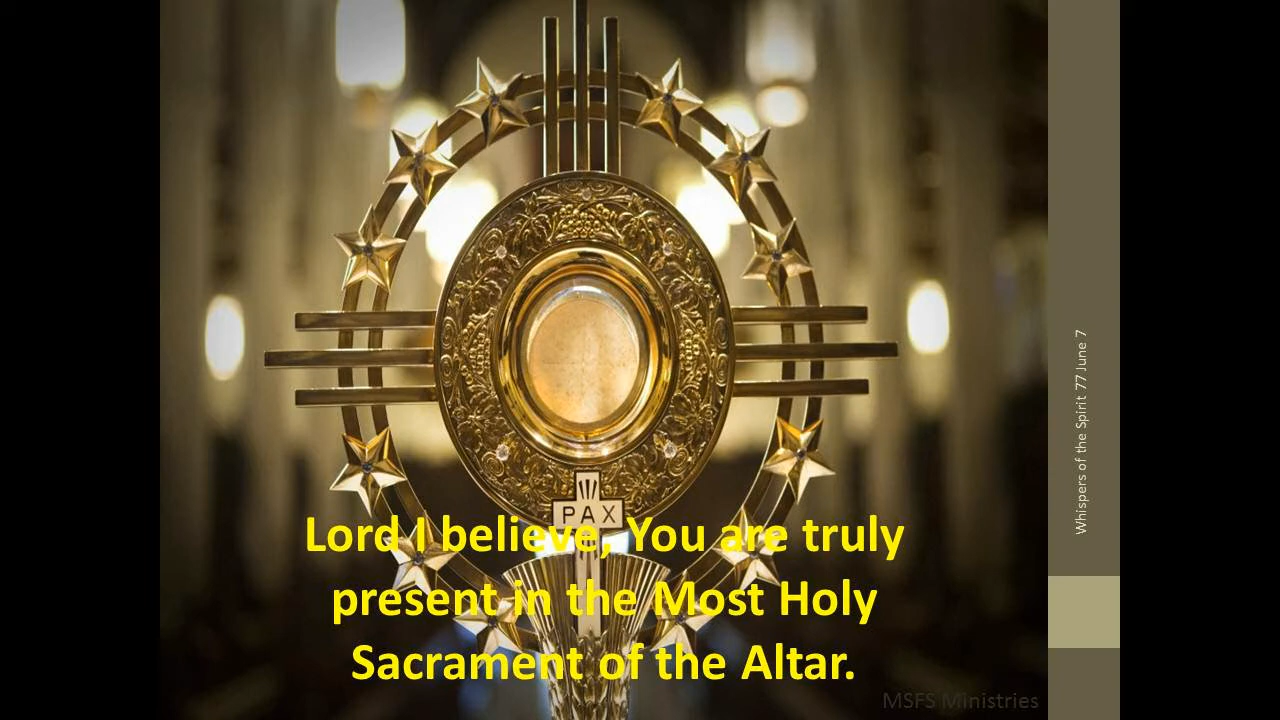 PAX
Lord I believe, You are truly
present in the Most Holy
Sacrament of the Altar.
MSFS Ministries
Whispers of the Spirit 77 June 7